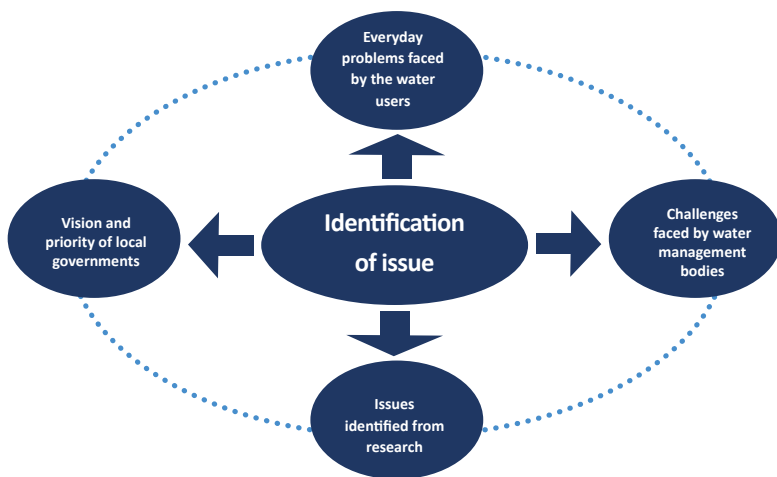 Everyday
problems faced
by the water
users
Vision and
priority of local
governments
Identification
of issue
Challenges
faced by water
management
bodies
Issues
identified from
research